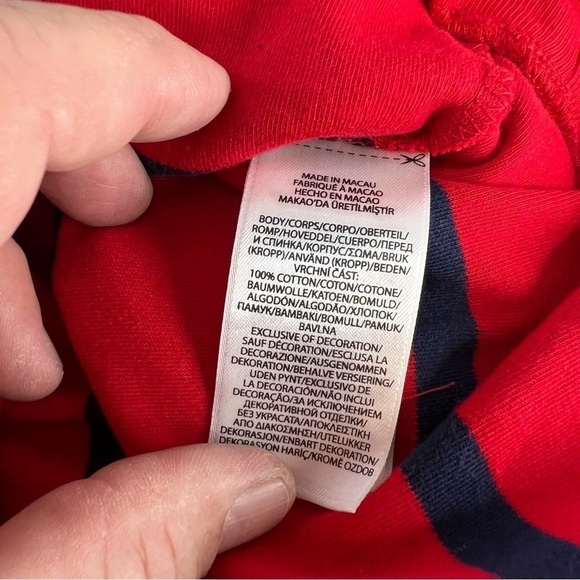 MADE IN MACAU
FABRIQUÉ À MACAO
HECHO EN MACAO
MAKAO'DA ÜRETİLMİŞTİR
BODY/CORPS/CORPO/OBERTEIL/
ROMP/HOVEDDEL/CUERPO/ПЕРЕД
И СПИНКА/КОРПУС/ΣΩΜΑ/BRUK
(KROPP)/ANVÄND (KROPP)/BEDEN/
VRCHNÍ ČÁST:
100% COTTON/COTON/COTONE/
BAUMWOLLE/KATOEN/BOMULD/
ALGODÓN/ALGODÃO/ХЛОПОК/
ПАМУК/ΒΑΜΒΑΚΙ/BOMULL/PAMUK/
BAVLNA
EXCLUSIVE OF DECORATION/
SAUF DÉCORATION/ESCLUSA LA
DECORAZIONE/AUSGENOMMEN
DEKORATION/BEHALVE VERSIERING/
UDEN PYNT/EXCLUSIVO DE
LA DECORACIÓN/NÃO INCLUI
DECORAÇÃO/ЗА ИСКЛЮЧЕНИЕМ
БЕЗ УКРАСАТА/ΑΠΟΚΛΕΙΣΤΙΚΗ
ΑΠΟ ΔΙΑΚΟΣΜΗΣΗ/UTELUKKER
DEKORASJON/ENBART DEKORATION/
DEKORASYON HARİÇ/KROMĚ OZDOB